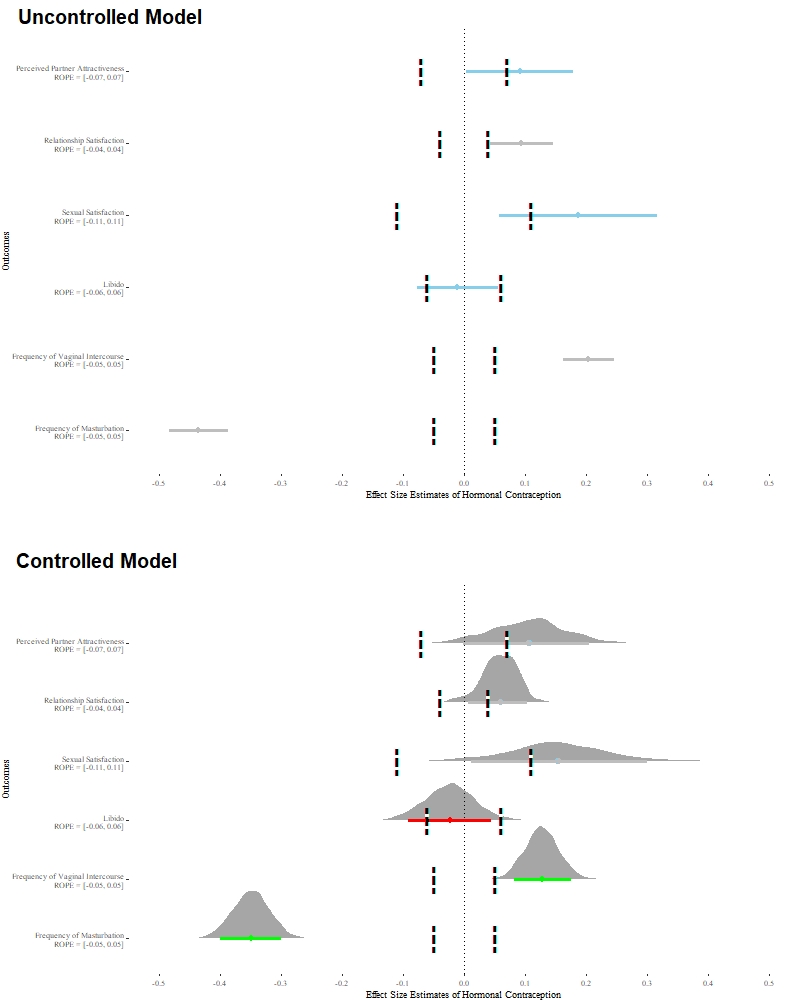 Uncontrolled Model
Perceived Partner Attractiveness
ROPE = [-0.07, 0.07]
Relationship Satisfaction
ROPE = [-0.04, 0.04]
Sexual Satisfaction
ROPE = [-0.11, 0.11]
Libido
ROPE = [-0.06, 0.06]
Frequency of Vaginal Intercourse
ROPE = [-0.05, 0.05]
Frequency of Masturbation
ROPE = [-0.05, 0.05]
Outcomes
-0.5 -0.4 -0.3 -0.2 -0.1 0.0 0.1 0.2 0.3 0.4 0.5
Effect Size Estimates of Hormonal Contraception
Controlled Model
Perceived Partner Attractiveness
ROPE = [-0.07, 0.07]
Relationship Satisfaction
ROPE = [-0.04, 0.04]
Sexual Satisfaction
ROPE = [-0.11, 0.11]
Libido
ROPE = [-0.06, 0.06]
Frequency of Vaginal Intercourse
ROPE = [-0.05, 0.05]
Frequency of Masturbation
ROPE = [-0.05, 0.05]
Outcomes
-0.5 -0.4 -0.3 -0.2 -0.1 0.0 0.1 0.2 0.3 0.4 0.5
Effect Size Estimates of Hormonal Contraception